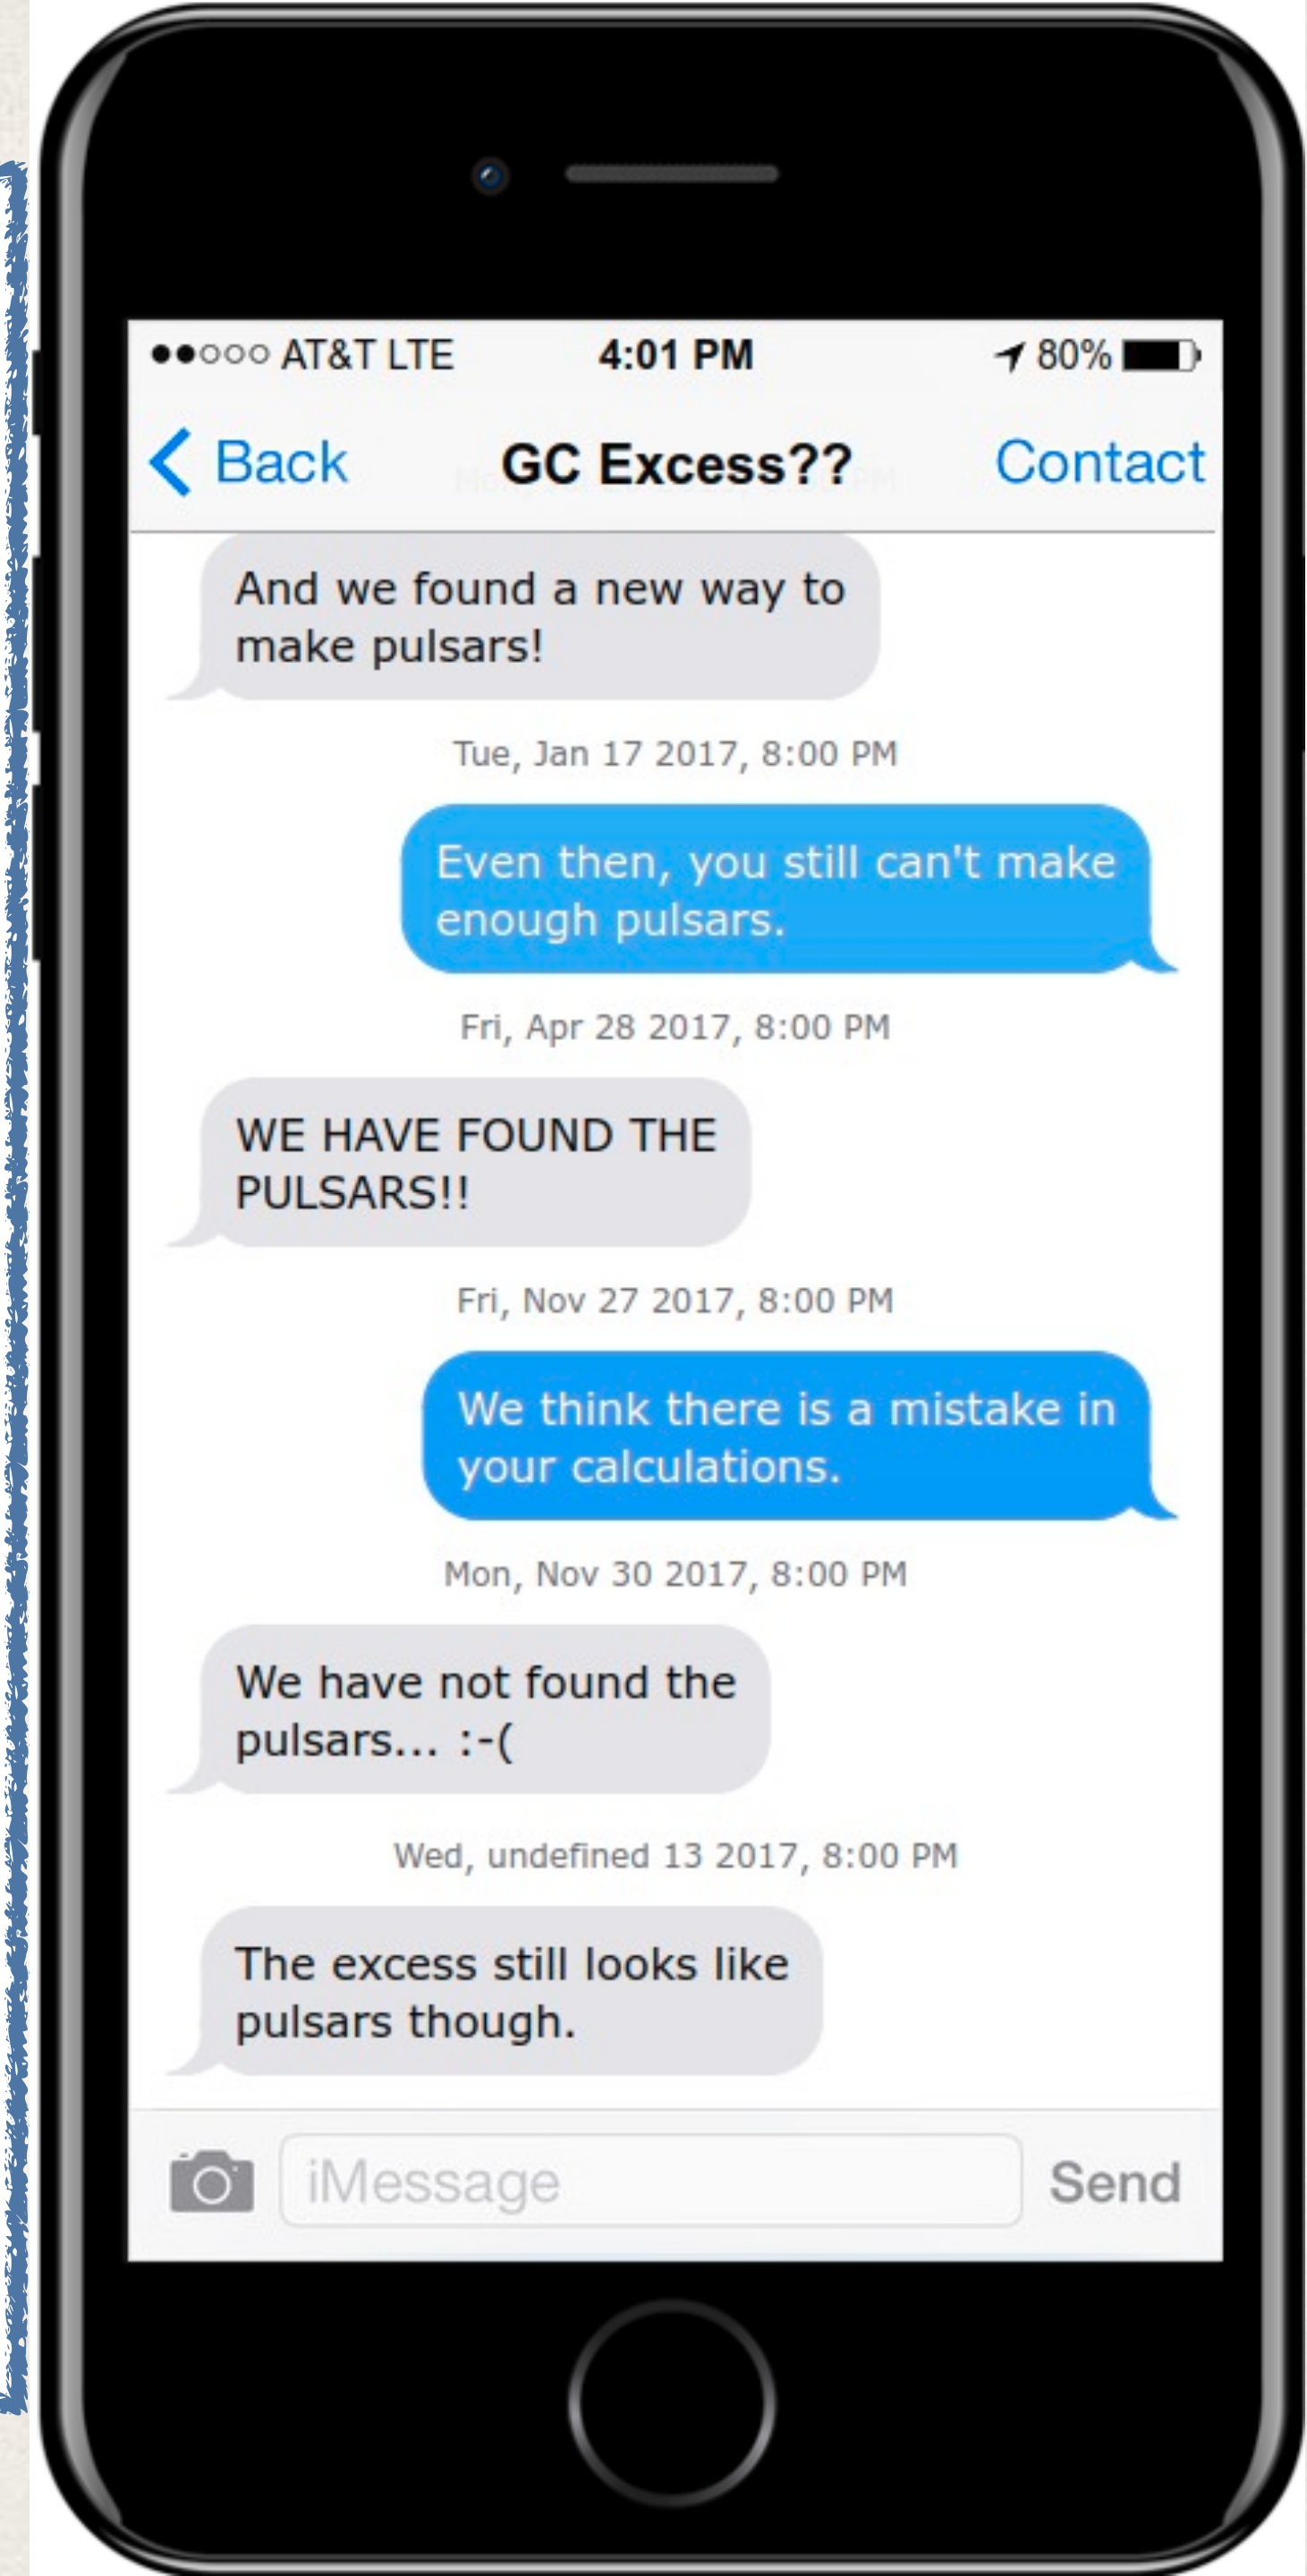 ●●○○○ AT&T LTE 4:01 PM 80%
Back GC Excess?? Contact
And we found a new way to
make pulsars!
Tue, Jan 17 2017, 8:00 PM
Even then, you still can't make
enough pulsars.
Fri, Apr 28 2017, 8:00 PM
WE HAVE FOUND THE
PULSARS!!
Fri, Nov 27 2017, 8:00 PM
We think there is a mistake in
your calculations.
Mon, Nov 30 2017, 8:00 PM
We have not found the
pulsars... :-(
Wed, undefined 13 2017, 8:00 PM
The excess still looks like
pulsars though.
iMessage Send